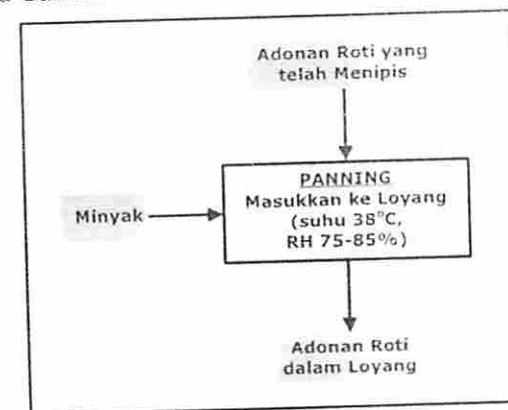 Adonan Roti yang
telah Menipis
PANNING
Masukkan ke Loyang
(suhu 38°C,
RH 75-85%)
Minyak
Adonan Roti
dalam Loyang